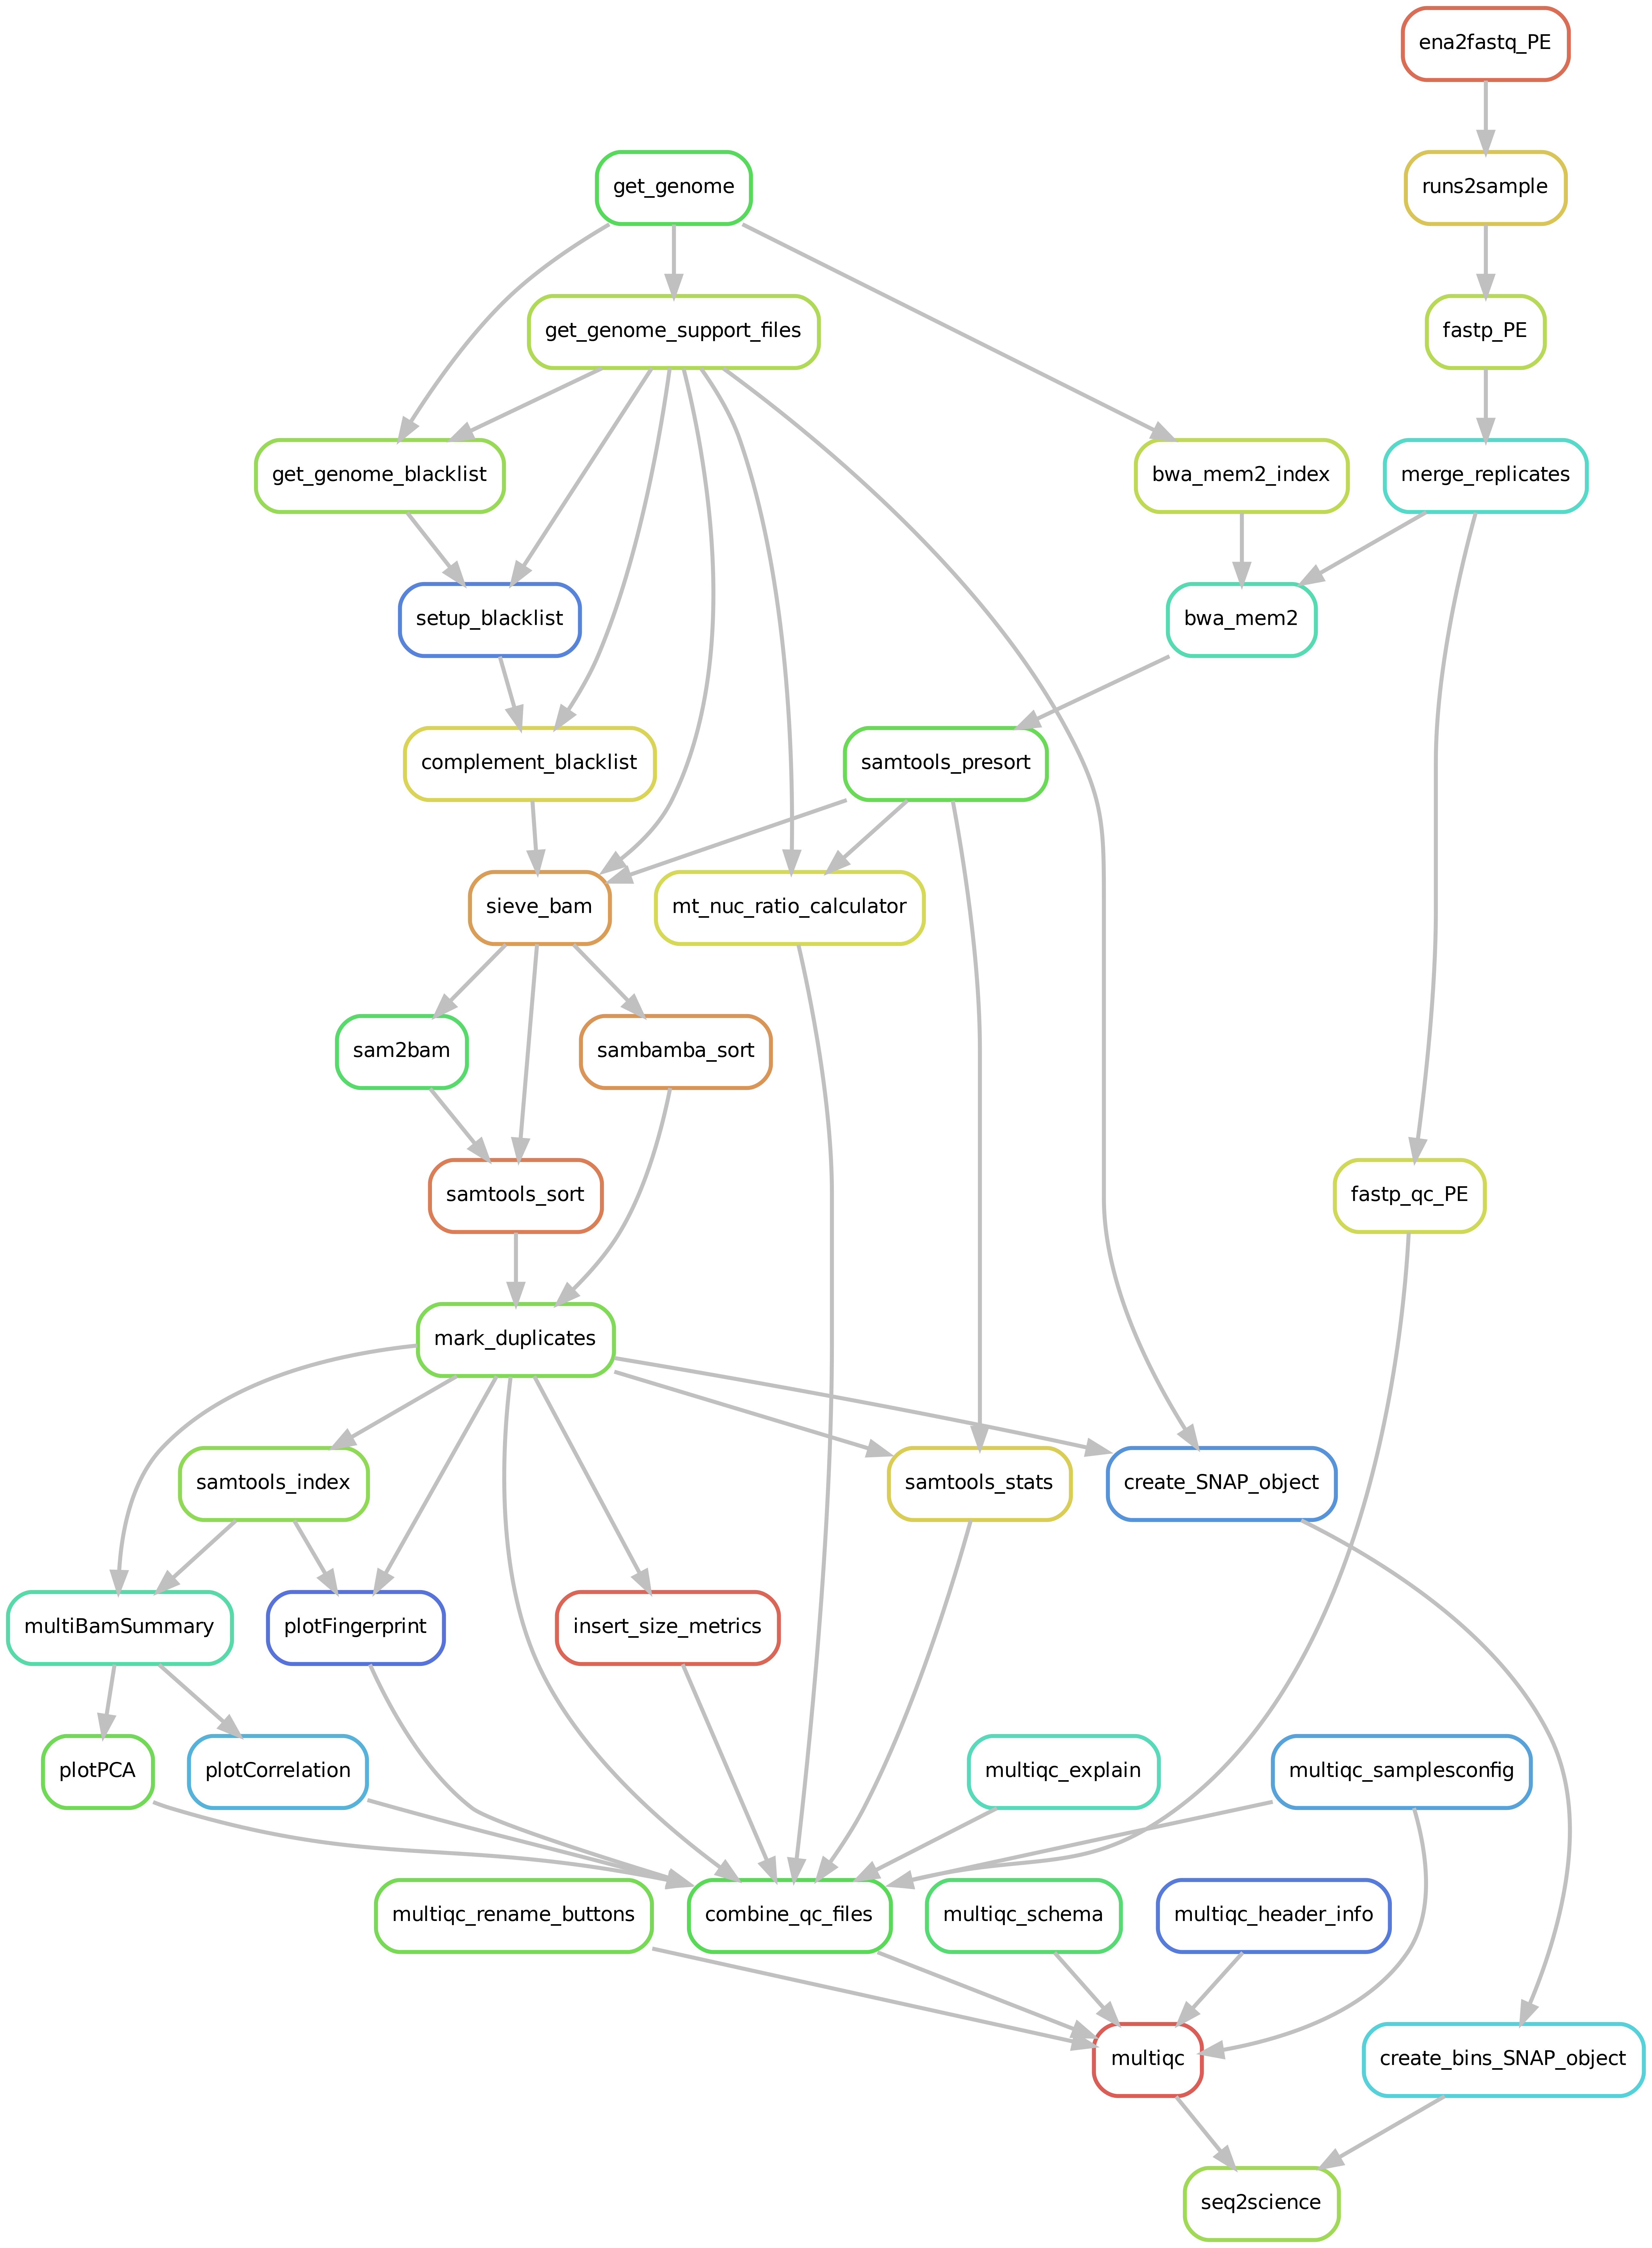 ena2fastq_PE
get_genome
runs2sample
get_genome_support_files
fastp_PE
get_genome_blacklist
bwa_mem2_index
merge_replicates
setup_blacklist
bwa_mem2
complement_blacklist
samtools_presort
sieve_bam
mt_nuc_ratio_calculator
sam2bam
sambamba_sort
samtools_sort
fastp_qc_PE
mark_duplicates
samtools_index
samtools_stats
create_SNAP_object
multiBamSummary
plotFingerprint
insert_size_metrics
plotPCA
plotCorrelation
multiqc_explain
multiqc_samplesconfig
multiqc_rename_buttons
combine_qc_files
multiqc_schema
multiqc_header_info
multiqc
create_bins_SNAP_object
seq2science